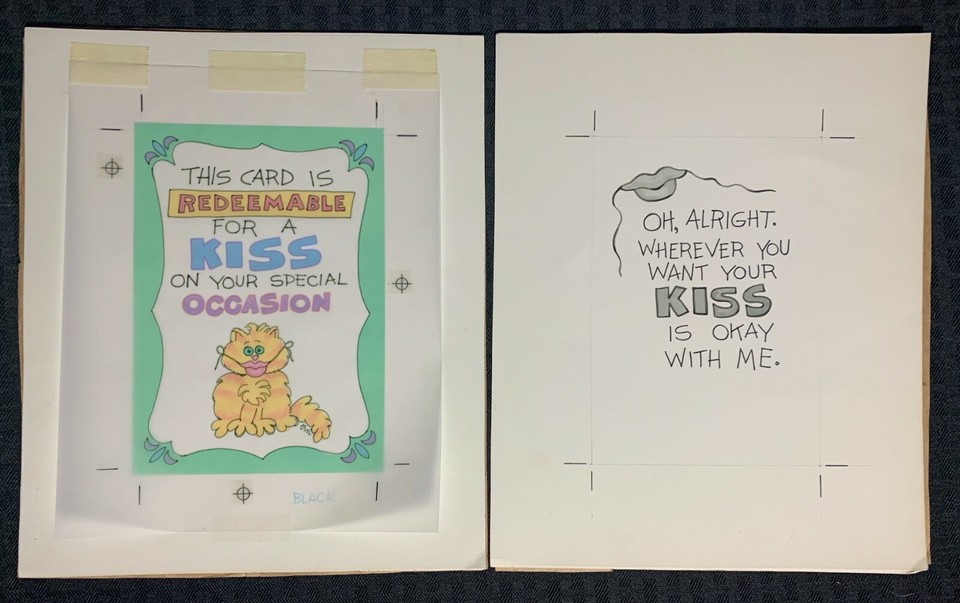 THIS CARD IS
REDEEMABLE
FOR A
KISS
ON YOUR SPECIAL
OCCASION
BLACK
OH, ALRIGHT.
WHEREVER YOU
WANT YOUR
KISS
IS OKAY
WITH ME.